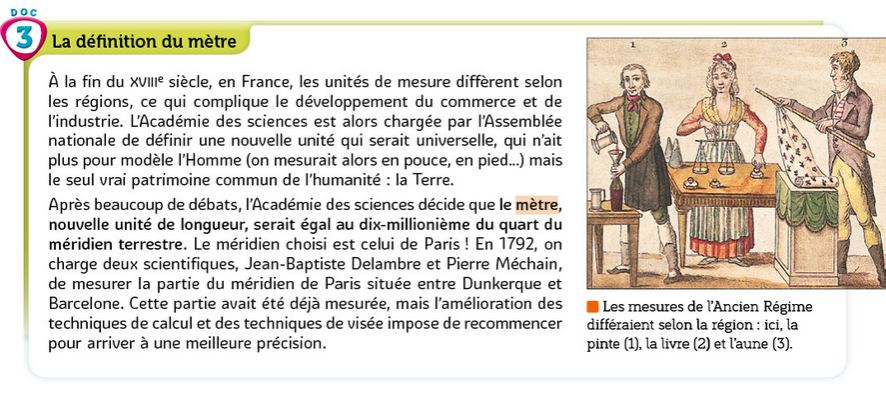 DOC
3
La définition du mètre
À la fin du XVIIIe siècle, en France, les unités de mesure diffèrent selon
les régions, ce qui complique le développement du commerce et de
l'industrie. L'Académie des sciences est alors chargée par l'Assemblée
nationale de définir une nouvelle unité qui serait universelle, qui n'ait
plus pour modèle l'Homme (on mesurait alors en pouce, en pied...) mais
le seul vrai patrimoine commun de l'humanité : la Terre.
Après beaucoup de débats, l'Académie des sciences décide que le mètre,
nouvelle unité de longueur, serait égal au dix-millionième du quart du
méridien terrestre. Le méridien choisi est celui de Paris ! En 1792, on
charge deux scientifiques, Jean-Baptiste Delambre et Pierre Méchain,
de mesurer la partie du méridien de Paris située entre Dunkerque et
Barcelone. Cette partie avait été déjà mesurée, mais l'amélioration des
techniques de calcul et des techniques de visée impose de recommencer
pour arriver à une meilleure précision.
1 2 3
Les mesures de l'Ancien Régime
différaient selon la région : ici, la
pinte (1), la livre (2) et l'aune (3).